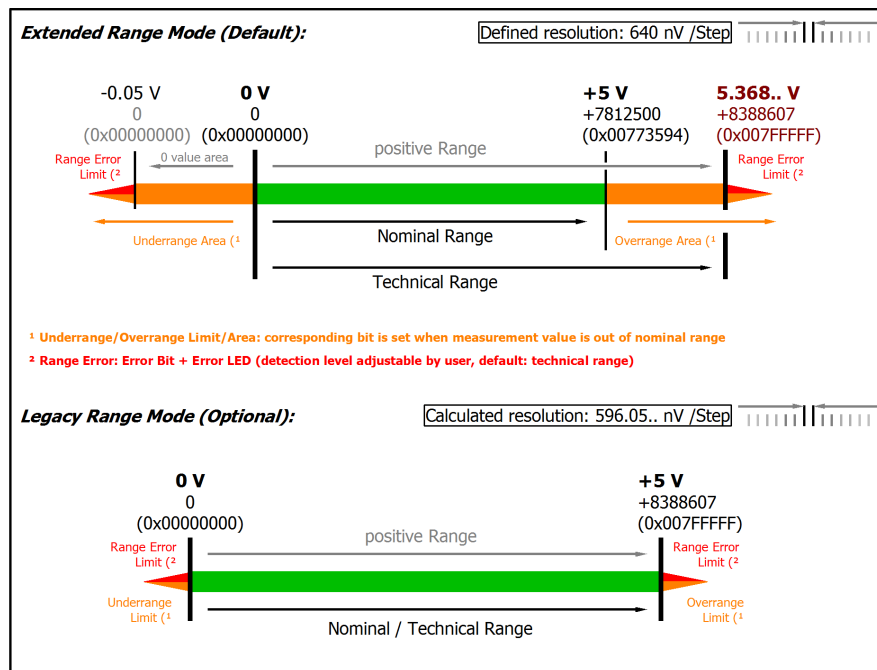 Extended Range Mode (Default):
Defined resolution: 640 nV /Step
-0.05 V
0
(0x00000000)
0 V
0
(0x00000000)
+5 V
+7812500
(0x00773594)
5.368.. V
+8388607
(0x007FFFFF)
Range Error
Limit (²
0 value area
positive Range
Range Error
Limit (²
Underrange Area (¹
Nominal Range
Overrange Area (¹
Technical Range
¹ Underrange/Overrange Limit/Area: corresponding bit is set when measurement value is out of nominal range
² Range Error: Error Bit + Error LED (detection level adjustable by user, default: technical range)
Legacy Range Mode (Optional):
Calculated resolution: 596.05.. nV /Step
0 V
0
(0x00000000)
+5 V
+8388607
(0x007FFFFF)
Range Error
Limit (²
positive Range
Range Error
Limit (²
Underrange
Limit (¹
Nominal / Technical Range
Overrange
Limit (¹